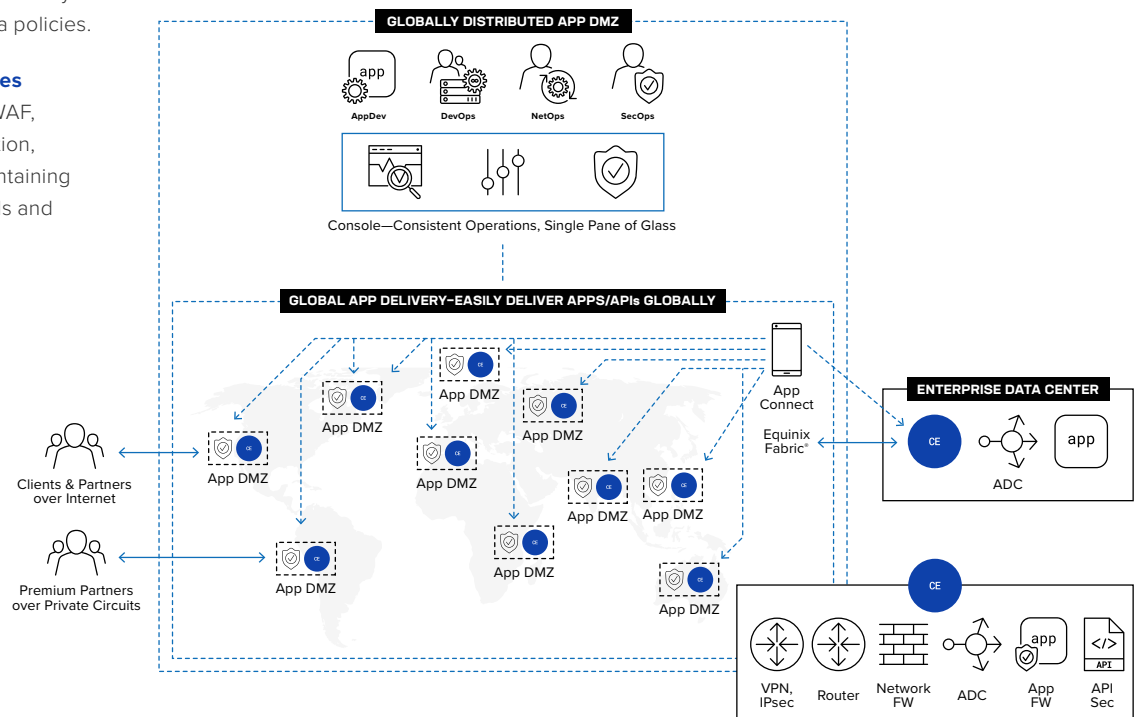 a policies.
es
WAF,
tion,
ntaining
is and
GLOBALLY DISTRIBUTED APP DMZ
app
AppDev
DevOps
NetOps
SecOps
Console—Consistent Operations, Single Pane of Glass
GLOBAL APP DELIVERY–EASILY DELIVER APPS/APIs GLOBALLY
CE
App DMZ
CE
App DMZ
CE
App DMZ
CE
App DMZ
CE
App DMZ
CE
App DMZ
CE
App DMZ
CE
App DMZ
CE
App DMZ
CE
App DMZ
App
Connect
Equinix
Fabric®
Clients & Partners
over Internet
Premium Partners
over Private Circuits
ENTERPRISE DATA CENTER
CE
ADC
app
CE
VPN,
IPsec
Router
Network
FW
ADC
app
App
FW
</>
API
API
Sec